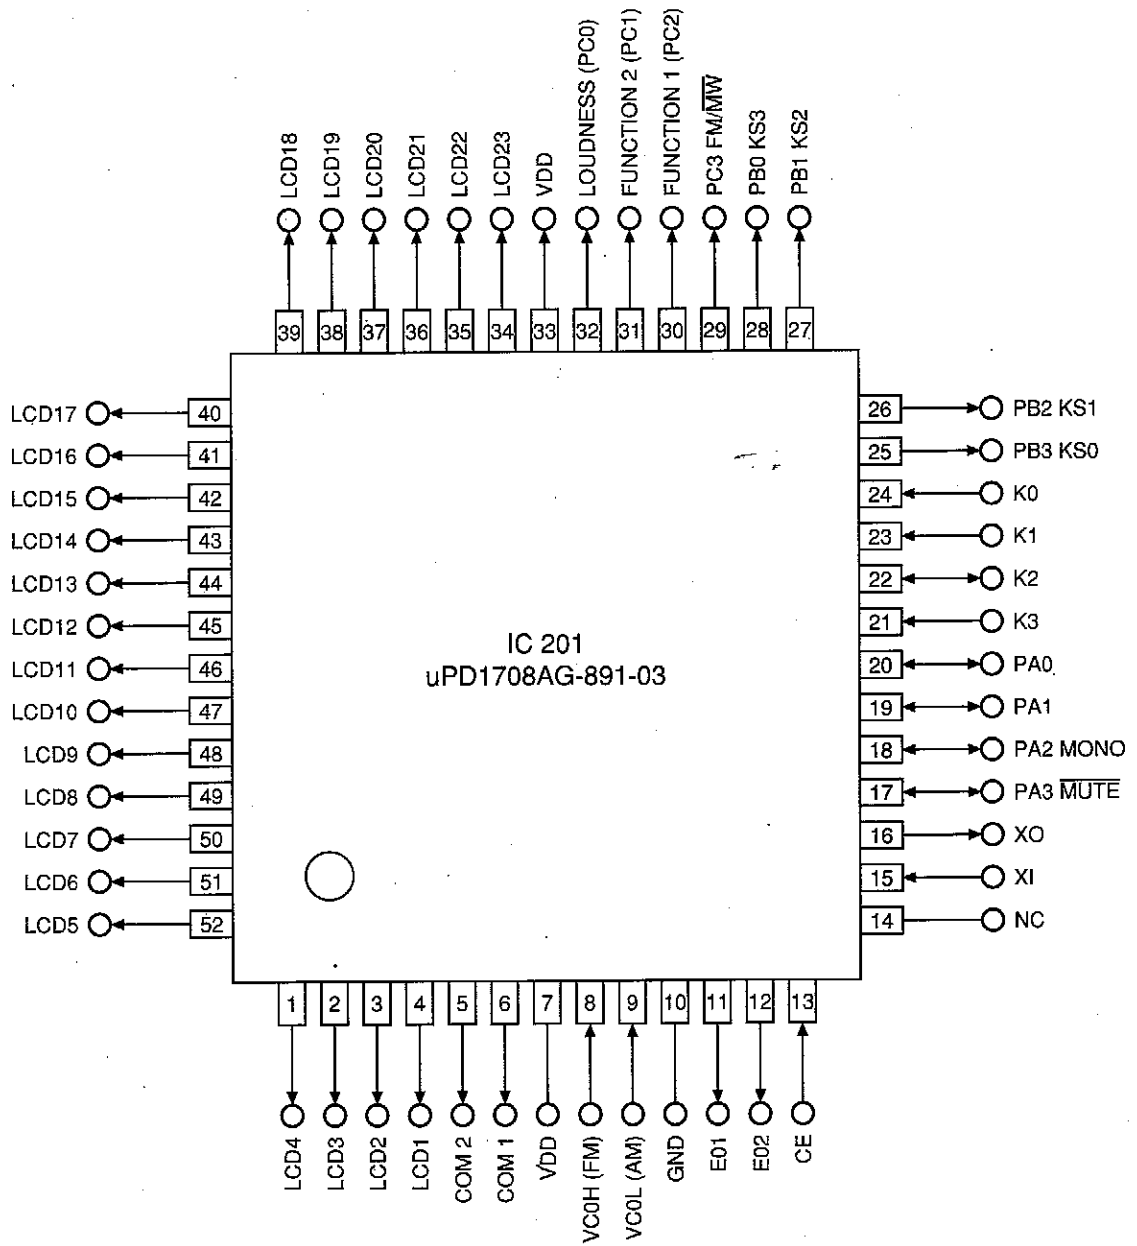 LCD18
LCD19
LCD20
LCD21
LCD22
LCD23
VDD
LOUDNESS (PC0)
FUNCTION 2 (PC1)
FUNCTION 1 (PC2)
PC3 FM/M̅W̅
PB0 KS3
PB1 KS2
39 38 37 36 35 34 33 32 31 30 29 28 27
LCD17 40
LCD16 41
LCD15 42
LCD14 43
LCD13 44
LCD12 45
LCD11 46
LCD10 47
LCD9 48
LCD8 49
LCD7 50
LCD6 51
LCD5 52
IC 201
uPD1708AG-891-03
26 PB2 KS1
25 PB3 KS0
24 K0
23 K1
22 K2
21 K3
20 PA0
19 PA1
18 PA2 MONO
17 PA3 M̅U̅T̅E̅
16 XO
15 XI
14 NC
1 2 3 4 5 6 7 8 9 10 11 12 13
LCD4
LCD3
LCD2
LCD1
COM 2
COM 1
VDD
VC0H (FM)
VC0L (AM)
GND
E01
E02
CE